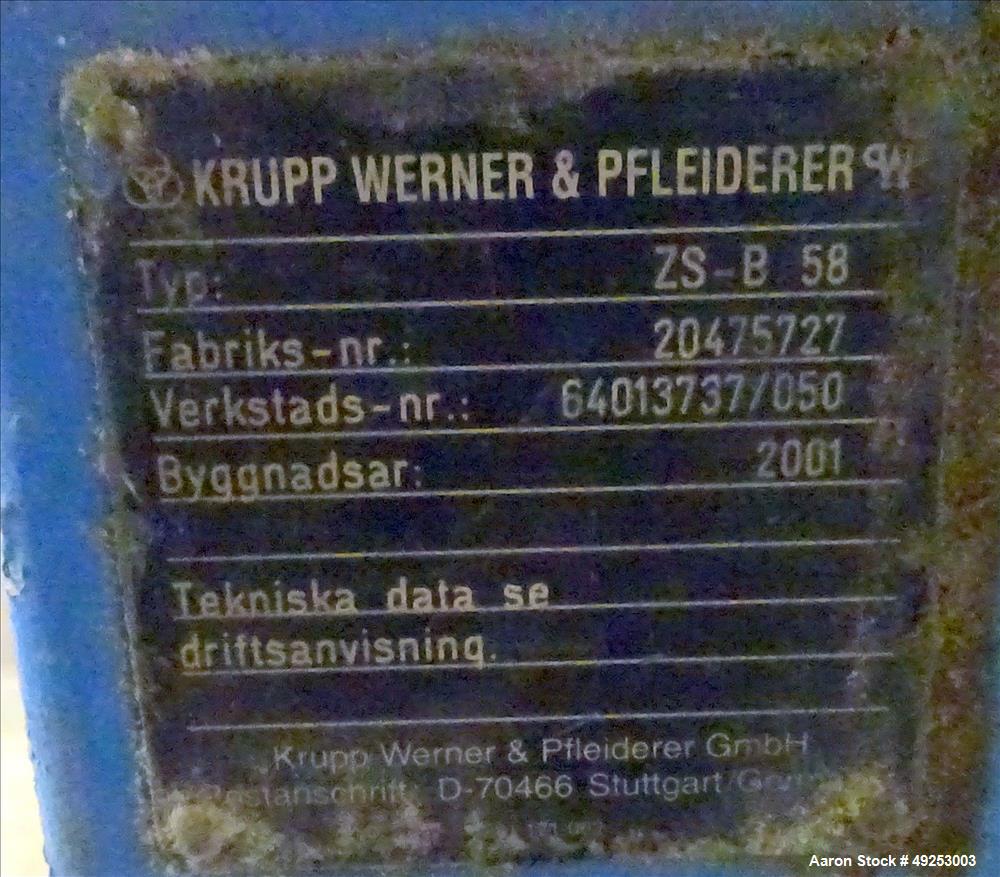 KRUPP WERNER & PFLEIDERER
Typ: ZS-B 58
Fabriks-nr.: 20475727
Verkstads-nr.: 64013737/050
Byggnadsar: 2001
Tekniska data se
driftsanvisning.
Krupp Werner & Pfleiderer GmbH
Postanschrift: D-70466 Stuttgart
Aaron Stock # 49253003